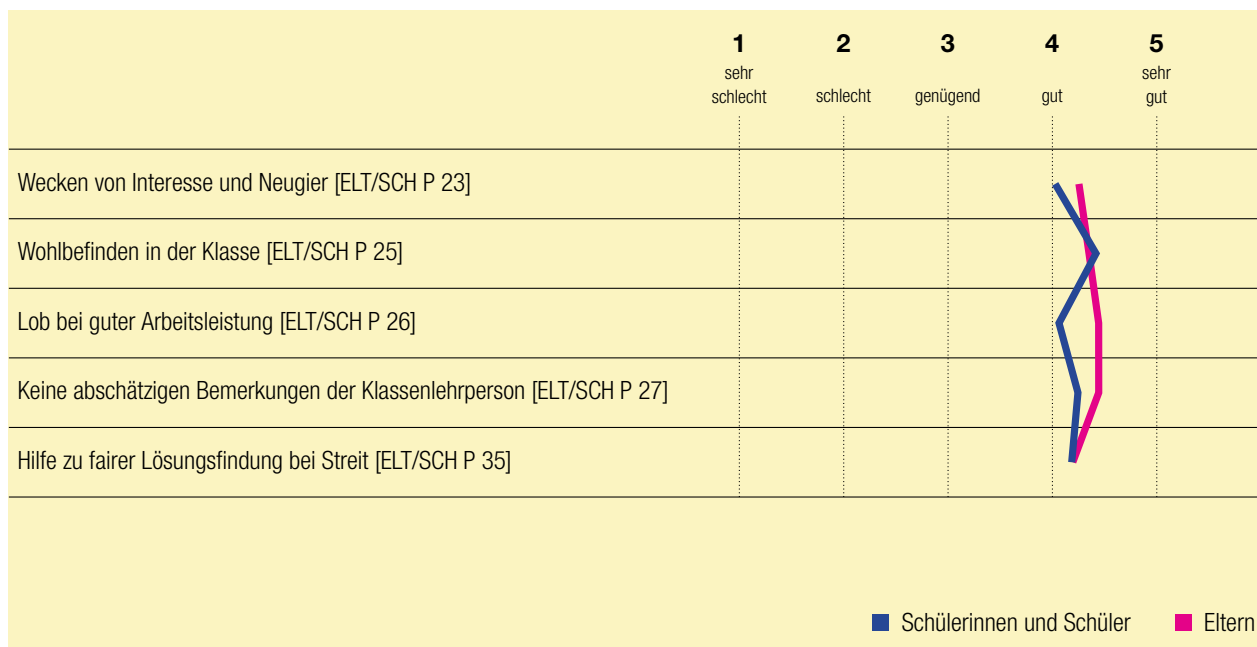 1 2 3 4 5
sehr schlecht schlecht genügend gut sehr gut
Wecken von Interesse und Neugier [ELT/SCH P 23]
Wohlbefinden in der Klasse [ELT/SCH P 25]
Lob bei guter Arbeitsleistung [ELT/SCH P 26]
Keine abschätzigen Bemerkungen der Klassenlehrperson [ELT/SCH P 27]
Hilfe zu fairer Lösungsfindung bei Streit [ELT/SCH P 35]
Schülerinnen und Schüler Eltern